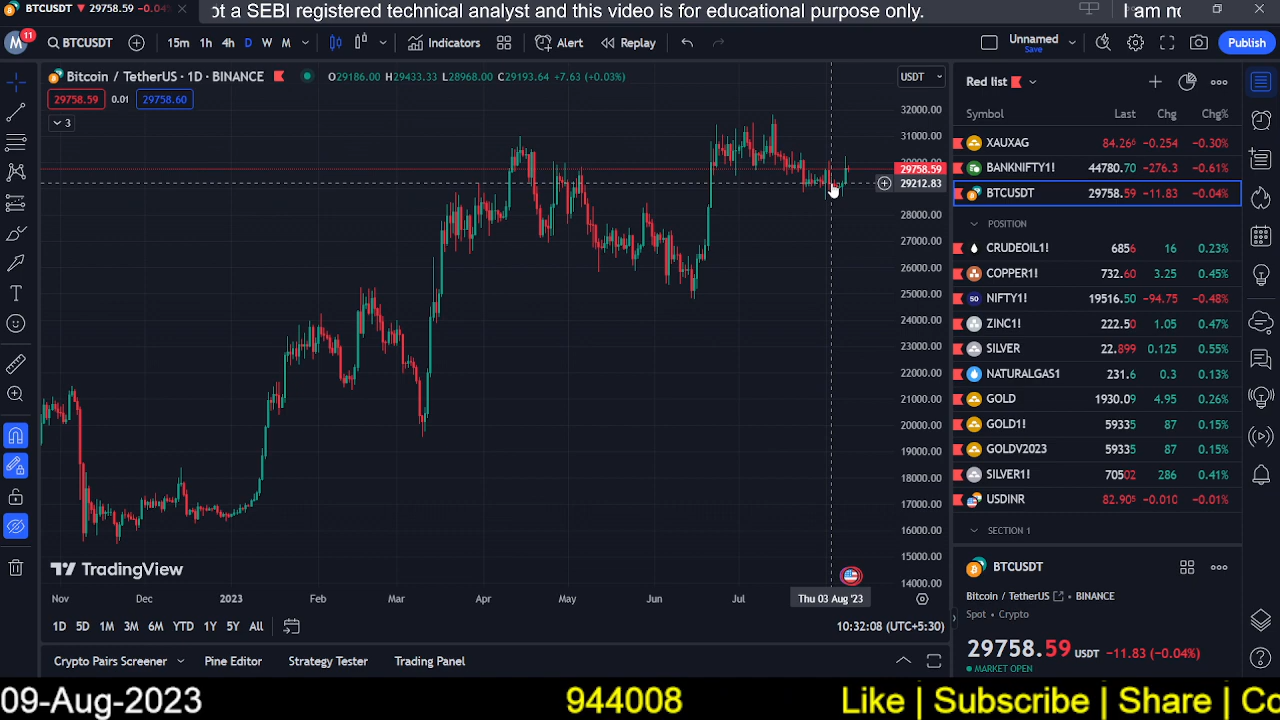 BTCUSDT 29758.59 −0.04%
ot a SEBI registered technical analyst and this video is for educational purpose only.
I am no
M
11
BTCUSDT
15m 1h 4h D W M
Indicators
Alert
Replay
Unnamed
Save
Publish
Bitcoin / TetherUS · 1D · BINANCE
O29186.00 H29433.33 L28968.00 C29193.64 +7.63 (+0.03%)
29758.59 0.01 29758.60
3
USDT
32000.00
31000.00
29758.59
29212.83
28000.00
27000.00
26000.00
25000.00
24000.00
23000.00
22000.00
21000.00
20000.00
19000.00
18000.00
17000.00
16000.00
15000.00
14000.00
TradingView
Nov Dec 2023 Feb Mar Apr May Jun Jul Thu 03 Aug '23
1D 5D 1M 3M 6M YTD 1Y 5Y All
10:32:08 (UTC+5:30)
Crypto Pairs Screener Pine Editor Strategy Tester Trading Panel
Red list
Symbol Last Chg Chg%
XAUXAG 84.266 −0.254 −0.30%
BANKNIFTY1! 44780.70 −276.3 −0.61%
BTCUSDT 29758.59 −11.83 −0.04%
POSITION
CRUDEOIL1! 6856 16 0.23%
COPPER1! 732.60 3.25 0.45%
NIFTY1! 19516.50 −94.75 −0.48%
ZINC1! 222.50 1.05 0.47%
SILVER 22.899 0.125 0.55%
NATURALGAS1 231.6 0.3 0.13%
GOLD 1930.09 4.95 0.26%
GOLD1! 59335 87 0.15%
GOLDV2023 59335 87 0.15%
SILVER1! 70502 286 0.41%
USDINR 82.906 −0.010 −0.01%
SECTION 1
BTCUSDT
Bitcoin / TetherUS • BINANCE
Spot • Crypto
29758.59 USDT −11.83 (−0.04%)
MARKET OPEN
09-Aug-2023
944008
Like | Subscribe | Share | Co